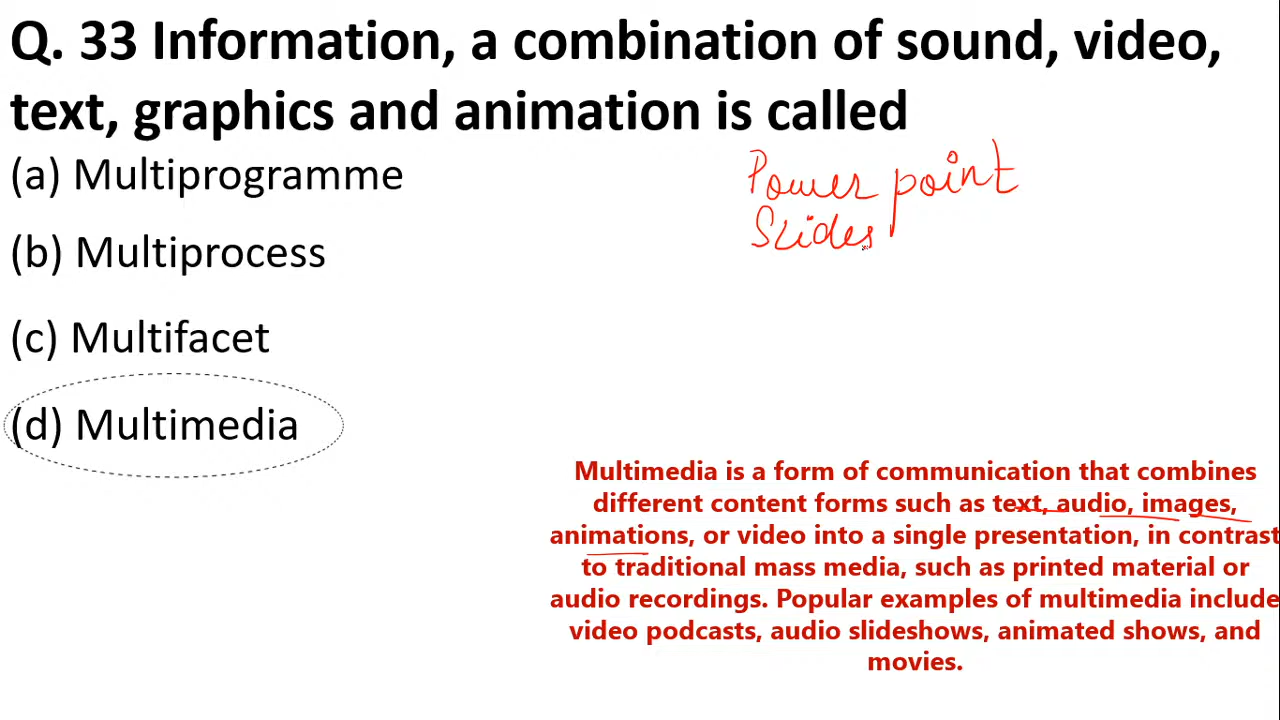 Q. 33 Information, a combination of sound, video,
text, graphics and animation is called
(a) Multiprogramme
(b) Multiprocess
(c) Multifacet
(d) Multimedia
Power point
Slides
Multimedia is a form of communication that combines
different content forms such as text, audio, images,
animations, or video into a single presentation, in contrast
to traditional mass media, such as printed material or
audio recordings. Popular examples of multimedia include
video podcasts, audio slideshows, animated shows, and
movies.